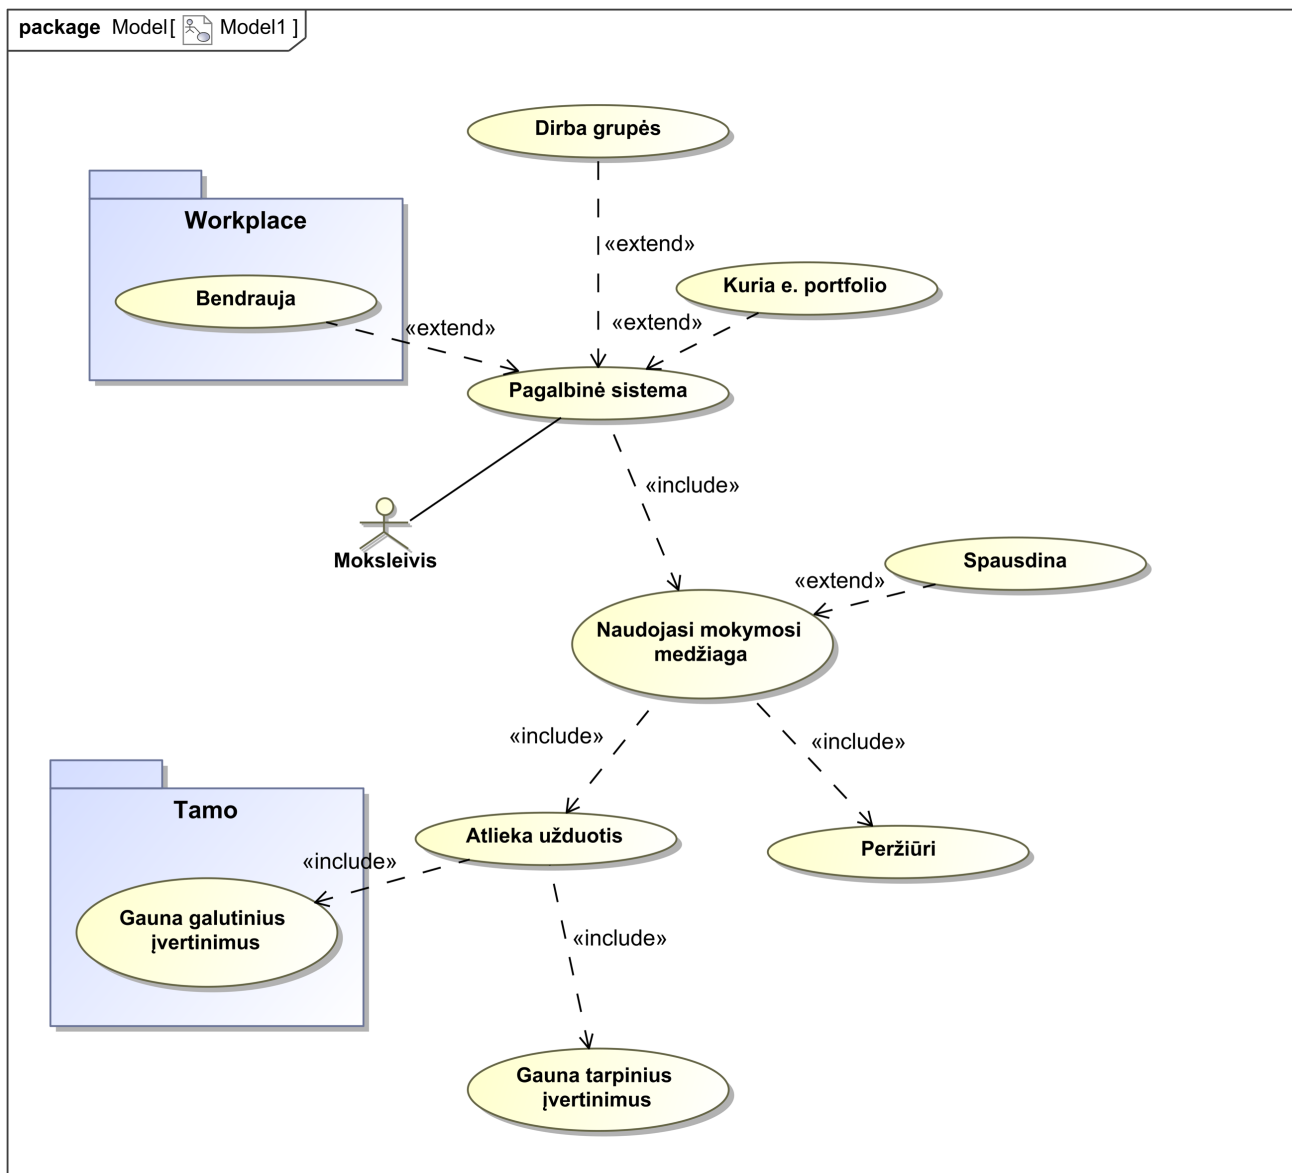 package Model[ Model1 ]
Dirba grupės
Workplace
«extend»
Kuria e. portfolio
Bendrauja
«extend»
«extend»
Pagalbinė sistema
«include»
Moksleivis
Spausdina
«extend»
Naudojasi mokymosi
medžiaga
«include»
«include»
Tamo
Atlieka užduotis
Peržiūri
«include»
Gauna galutinius
įvertinimus
«include»
Gauna tarpinius
įvertinimus